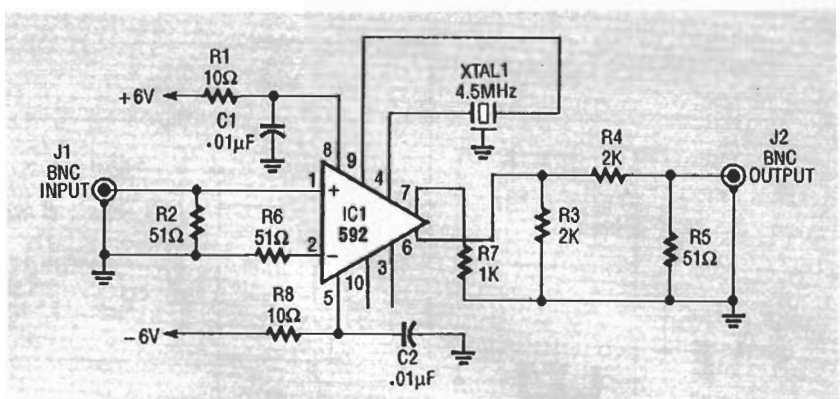 R1
10Ω
+6V
C1
.01μF
XTAL1
4.5MHz
J1
BNC
INPUT
R2
51Ω
R6
51Ω
8
9
4
1
+
IC1
592
2
−
7
6
5
10
3
R4
2K
J2
BNC
OUTPUT
R3
2K
R5
51Ω
R7
1K
R8
10Ω
−6V
C2
.01μF